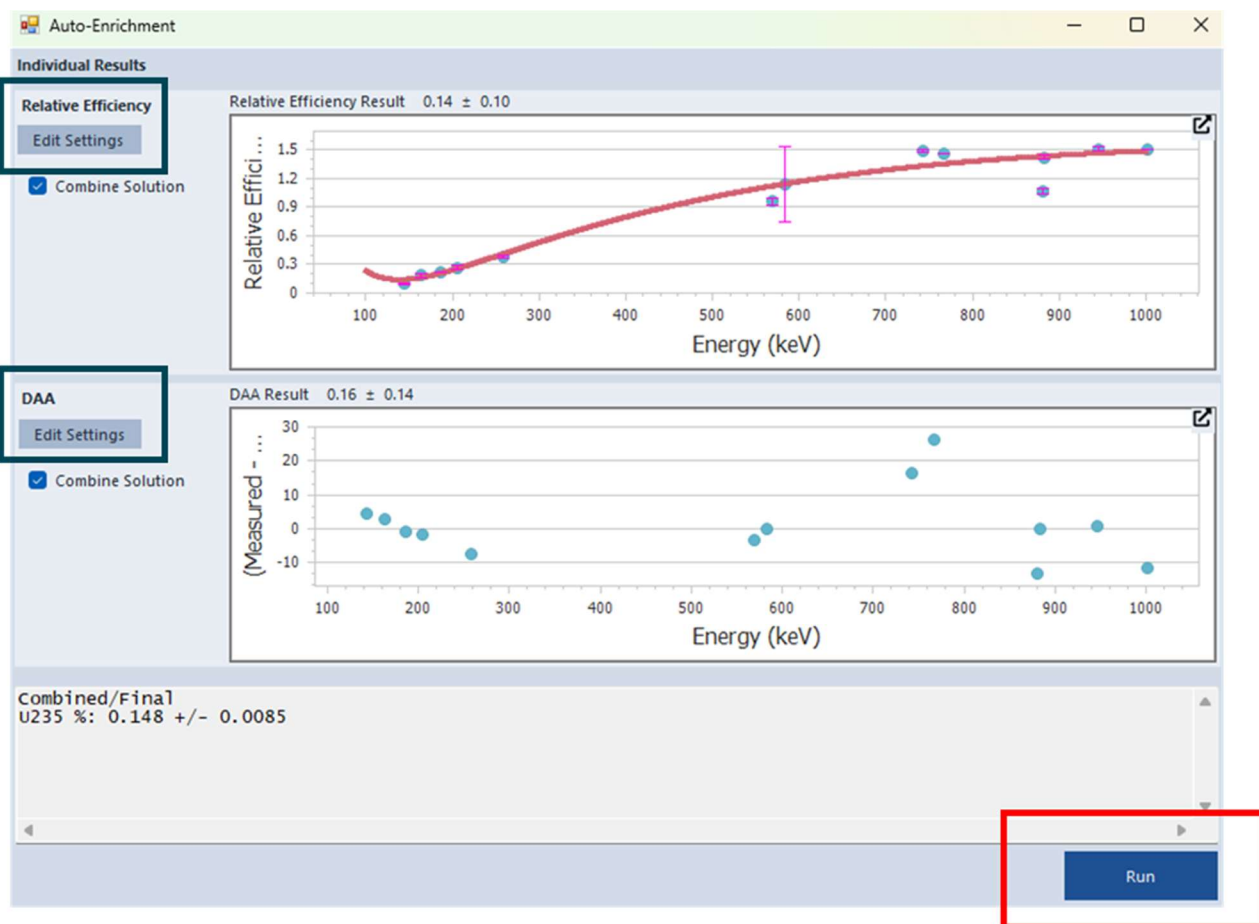 Auto-Enrichment
Individual Results
Relative Efficiency
Edit Settings
Combine Solution
Relative Efficiency Result 0.14 ± 0.10
Relative Effici...
1.5
1.2
0.9
0.6
0.3
0
100 200 300 400 500 600 700 800 900 1000
Energy (keV)
DAA
Edit Settings
Combine Solution
DAA Result 0.16 ± 0.14
(Measured - ...
30
20
10
0
-10
100 200 300 400 500 600 700 800 900 1000
Energy (keV)
Combined/Final
U235 %: 0.148 +/- 0.0085
Run